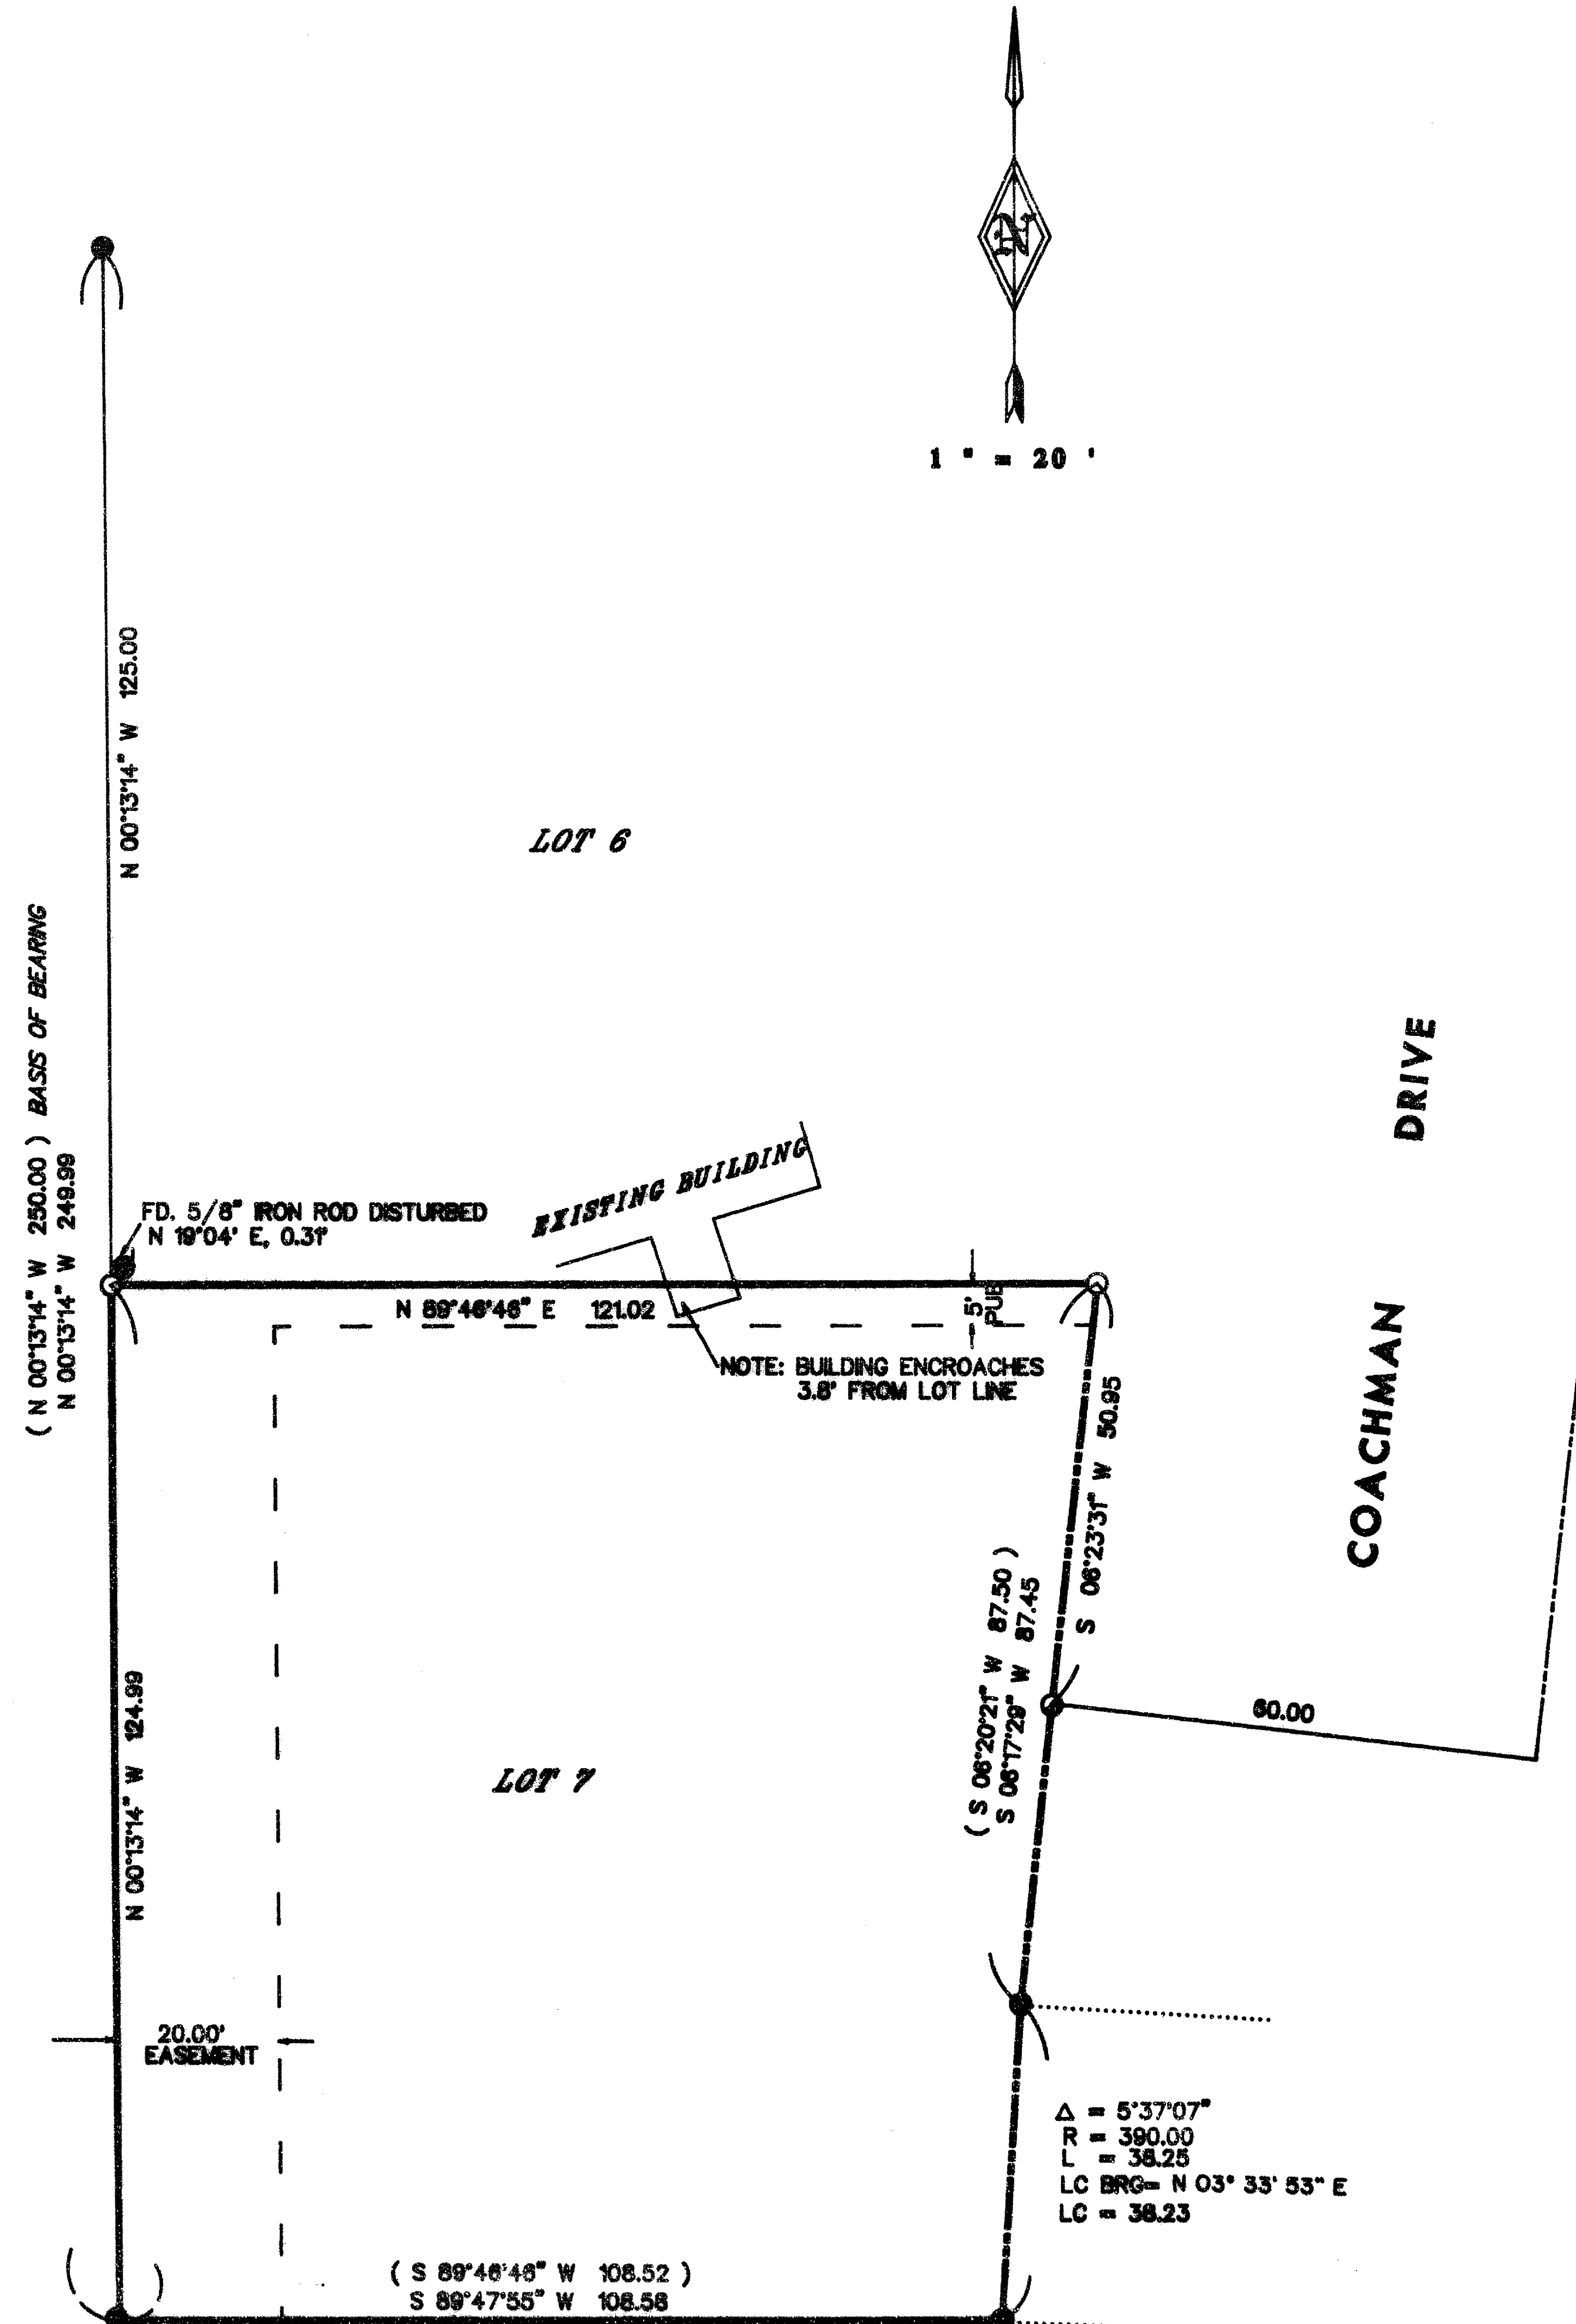 N
1 " = 20 '
N 00°13'14" W 125.00
LOT 6
( N 00°13'14" W 250.00 ) BASIS OF BEARING
N 00°13'14" W 249.99
COACHMAN DRIVE
EXISTING BUILDING
FD. 5/8" IRON ROD DISTURBED
N 19°04' E, 0.31'
N 89°46'46" E 121.02
5'
PUE
NOTE: BUILDING ENCROACHES
3.8' FROM LOT LINE
S 06°23'31" W 50.95
( S 06°20'21" W 87.50 )
S 06°17'29" W 87.45
60.00
N 00°13'14" W 124.99
LOT 7
20.00'
EASEMENT
Δ = 5°37'07"
R = 390.00
L = 38.25
LC BRG= N 03° 33' 53" E
LC = 38.23
( S 89°46'46" W 108.52 )
S 89°47'55" W 108.58